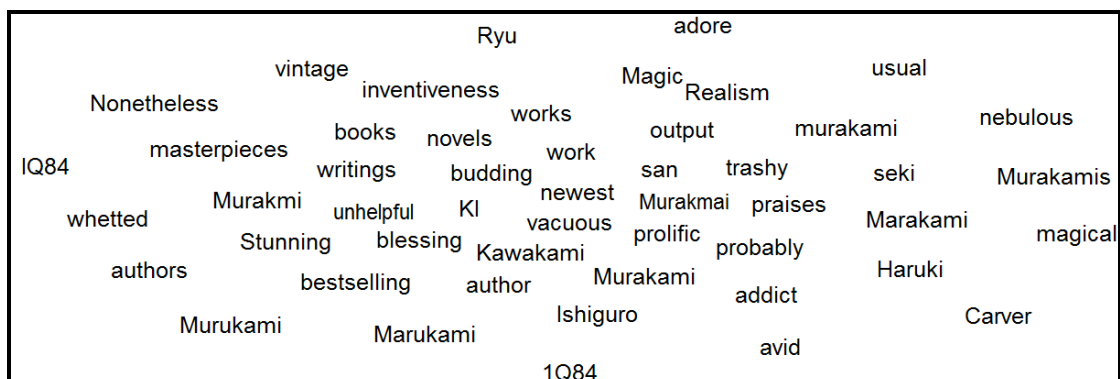 adore
Ryu
vintage
usual
Magic
inventiveness
Realism
Nonetheless
works
nebulous
books
novels
output
murakami
masterpieces
work
IQ84
writings
budding
san
trashy
seki
Murakamis
newest
Murakmi
unhelpful
KI
Murakmai
praises
whetted
vacuous
Marakami
Stunning
blessing
prolific
magical
Kawakami
probably
authors
Haruki
bestselling
author
Murakami
addict
Murukami
Marukami
Ishiguro
Carver
avid
1Q84